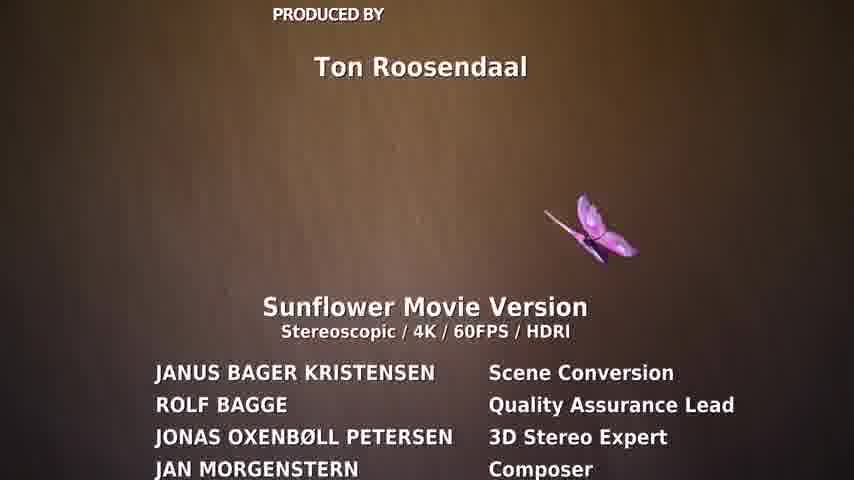 PRODUCED BY
Ton Roosendaal
Sunflower Movie Version
Stereoscopic / 4K / 60FPS / HDRI
JANUS BAGER KRISTENSEN Scene Conversion
ROLF BAGGE Quality Assurance Lead
JONAS OXENBØLL PETERSEN 3D Stereo Expert
JAN MORGENSTERN Composer